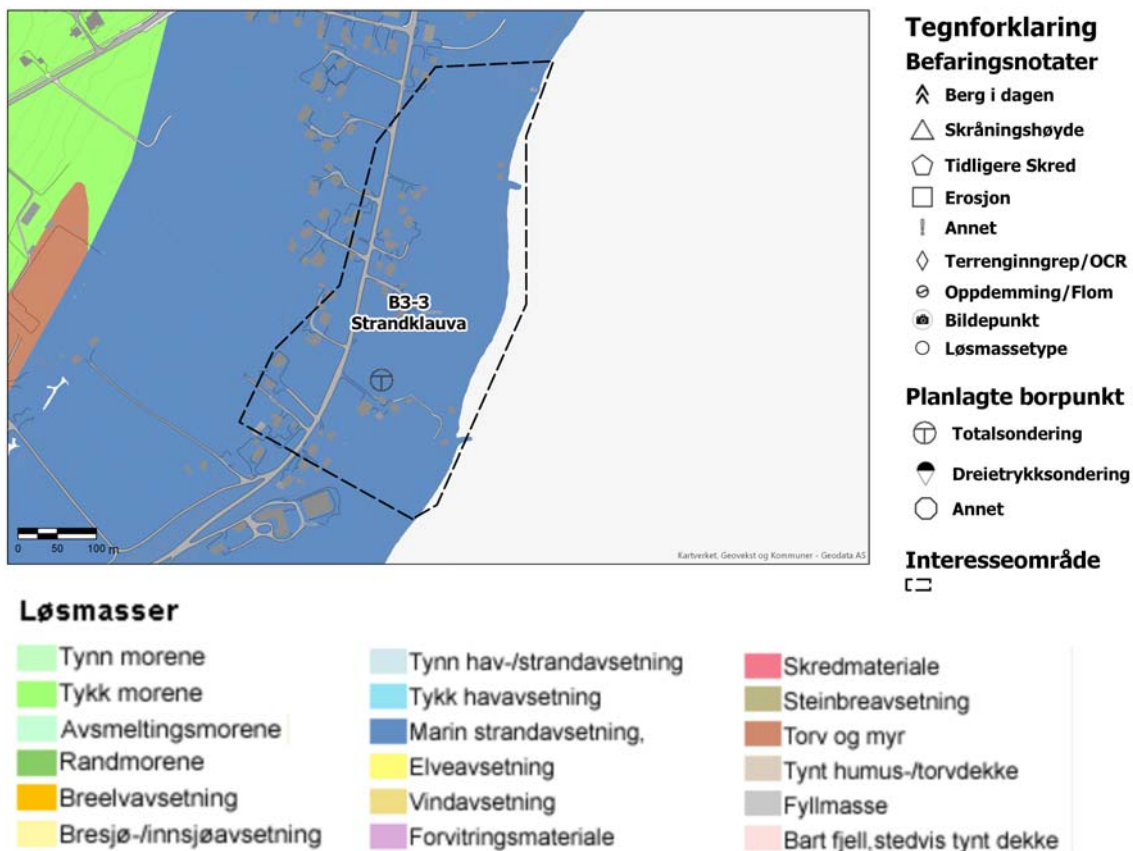 B3-3
Strandklauva
0 50 100 m
Kartverket, Geovekst og Kommuner - Geodata AS
Tegnforklaring
Befaringsnotater
Berg i dagen
Skråningshøyde
Tidligere Skred
Erosjon
Annet
Terrenginngrep/OCR
Oppdemming/Flom
Bildepunkt
Løsmassetype
Planlagte borpunkt
Totalsondering
Dreietrykksondering
Annet
Interesseområde
Løsmasser
Tynn morene
Tykk morene
Avsmeltingsmorene
Randmorene
Breelvavsetning
Bresjø-/innsjøavsetning
Tynn hav-/strandavsetning
Tykk havavsetning
Marin strandavsetning,
Elveavsetning
Vindavsetning
Forvitringsmateriale
Skredmateriale
Steinbreavsetning
Torv og myr
Tynt humus-/torvdekke
Fyllmasse
Bart fjell,stedvis tynt dekke